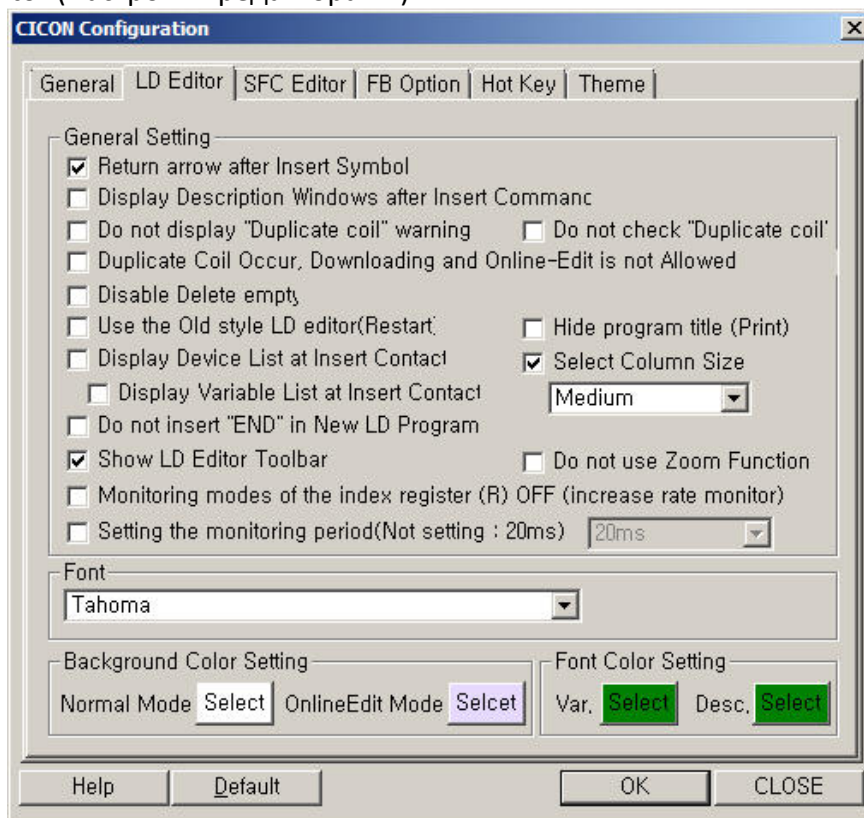 CICON Configuration
General LD Editor SFC Editor FB Option Hot Key Theme
General Setting
Return arrow after Insert Symbol
Display Description Windows after Insert
Do not display "Duplicate coil" warning Do not check "Duplicate coil"
Duplicate Coil Occur, Downloading and Online-Edit is not Allowed
Disable Delete empty
Use the Old style LD editor(Restart) Hide program title (Print)
Display Device List at Insert Contact Select Column Size
Display Variable List at Insert Contact Medium
Do not insert "END" in New LD Program
Show LD Editor Toolbar Do not use Zoom Function
Monitoring modes of the index register (R) OFF (increase rate monitor)
Setting the monitoring period(Not setting : 20ms) 20ms
Font
Tahoma
Background Color Setting Font Color Setting
Normal Mode Select OnlineEdit Mode Selcet Var. Select Desc. Select
Help Default OK CLOSE